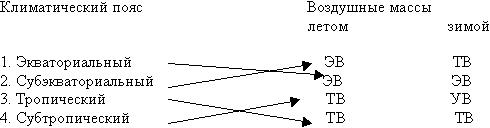 Климатический пояс Воздушные массы
летом зимой
1. Экваториальный ЭВ ТВ
2. Субэкваториальный ЭВ ЭВ
3. Тропический ТВ УВ
4. Субтропический ТВ ТВ